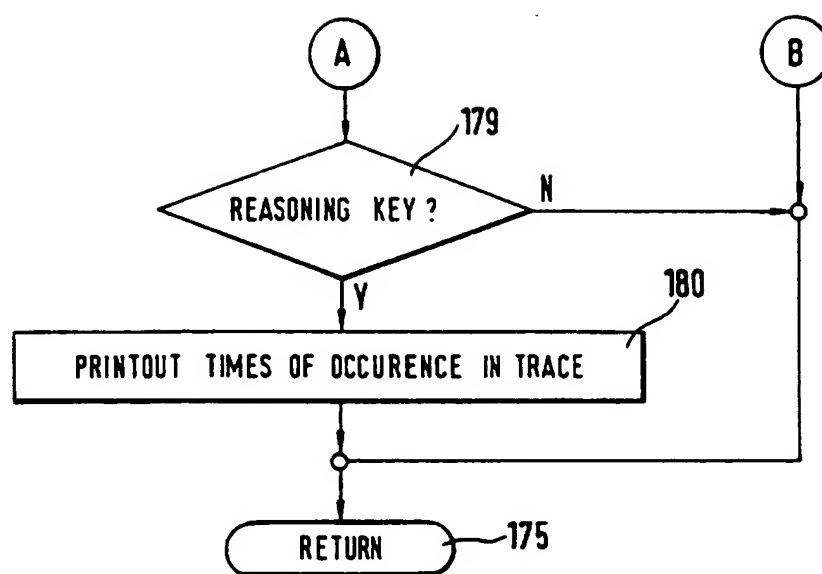 A
B
179
REASONING KEY?
N
Y
180
PRINTOUT TIMES OF OCCURENCE IN TRACE
RETURN
175